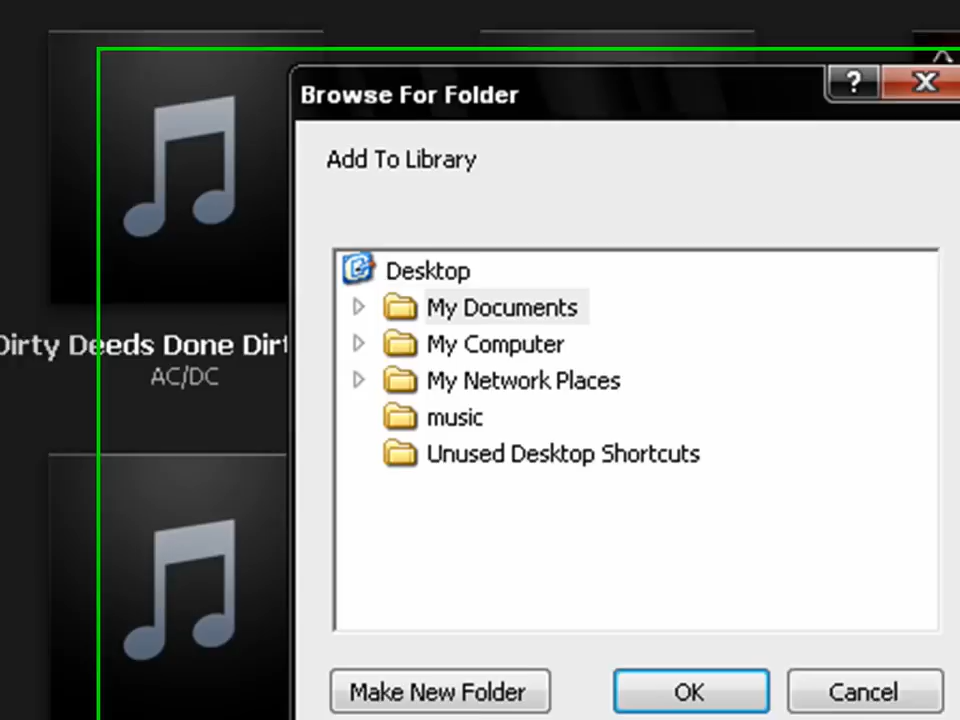 Browse For Folder
?
X
Add To Library
Desktop
My Documents
My Computer
My Network Places
music
Unused Desktop Shortcuts
Dirty Deeds Done Dirt
AC/DC
Make New Folder
OK
Cancel